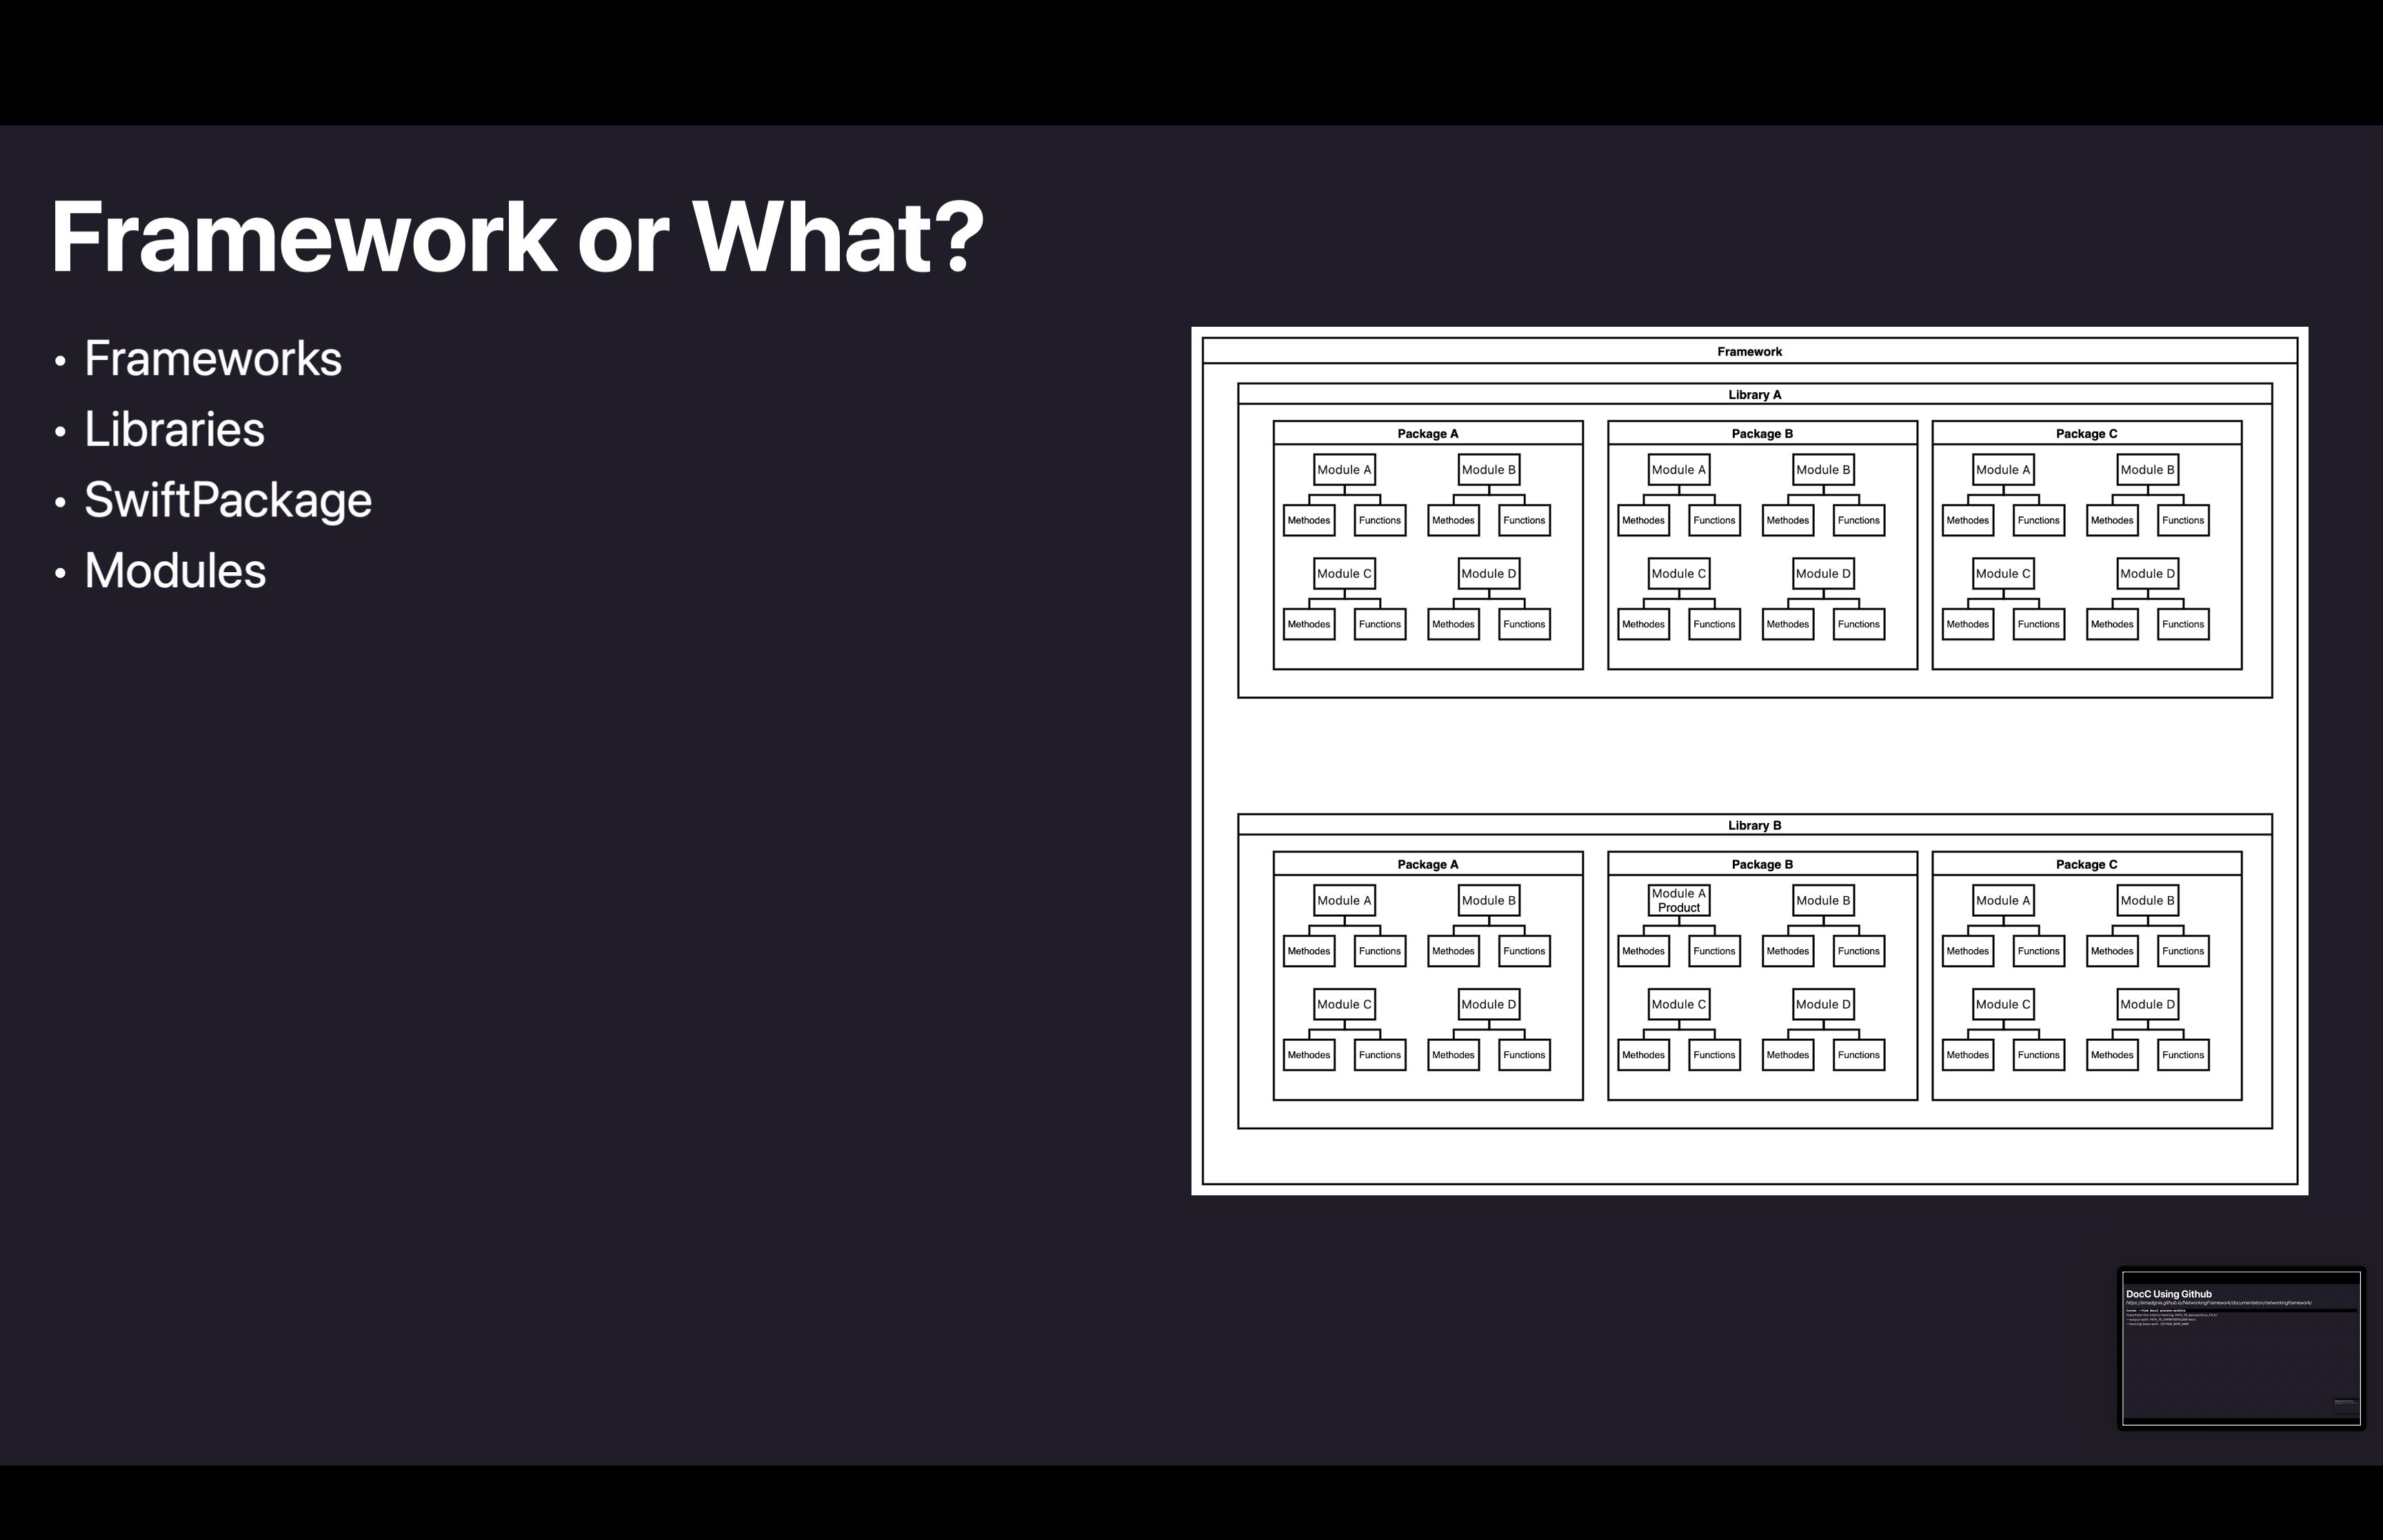 Framework or What?
• Frameworks
• Libraries
• SwiftPackage
• Modules
Framework
Library A
Package A Package B Package C
Module A Module B Module A Module B Module A Module B
Methodes Functions Methodes Functions Methodes Functions Methodes Functions Methodes Functions Methodes Functions
Module C Module D Module C Module D Module C Module D
Methodes Functions Methodes Functions Methodes Functions Methodes Functions Methodes Functions Methodes Functions
Library B
Package A Package B Package C
Module A Module B Module A Module B Module A Module B
Product
Methodes Functions Methodes Functions Methodes Functions Methodes Functions Methodes Functions Methodes Functions
Module C Module D Module C Module D Module C Module D
Methodes Functions Methodes Functions Methodes Functions Methodes Functions Methodes Functions Methodes Functions
DocC Using Github